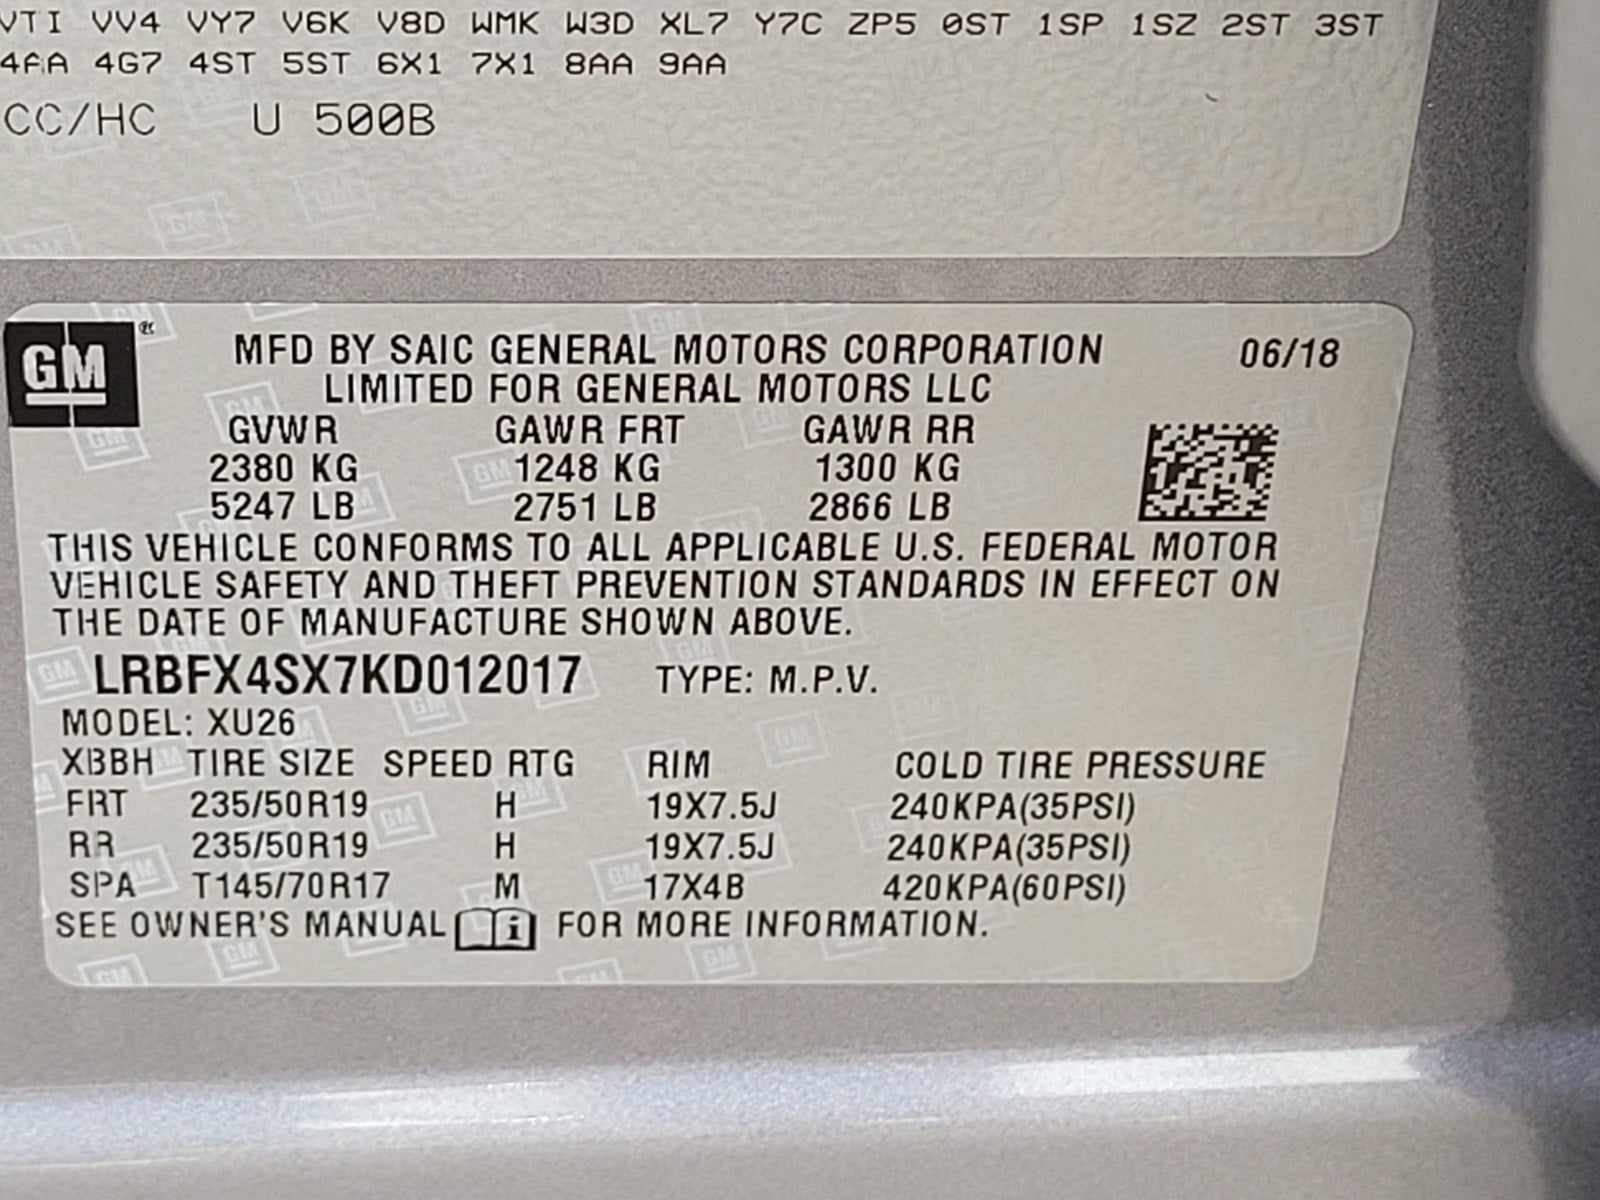 VTI VV4 VY7 V6K V8D WMK W3D XL7 Y7C ZP5 0ST 1SP 1SZ 2ST 3ST
4AA 4G7 4ST 5ST 6X1 7X1 8AA 9AA
CC/HC U 500B
GM ®
MFD BY SAIC GENERAL MOTORS CORPORATION 06/18
LIMITED FOR GENERAL MOTORS LLC
GVWR GAWR FRT GAWR RR
2380 KG 1248 KG 1300 KG
5247 LB 2751 LB 2866 LB
THIS VEHICLE CONFORMS TO ALL APPLICABLE U.S. FEDERAL MOTOR
VEHICLE SAFETY AND THEFT PREVENTION STANDARDS IN EFFECT ON
THE DATE OF MANUFACTURE SHOWN ABOVE.
LRBFX4SX7KD012017 TYPE: M.P.V.
MODEL: XU26
XBBH TIRE SIZE SPEED RTG RIM COLD TIRE PRESSURE
FRT 235/50R19 H 19X7.5J 240KPA(35PSI)
RR 235/50R19 H 19X7.5J 240KPA(35PSI)
SPA T145/70R17 M 17X4B 420KPA(60PSI)
SEE OWNER'S MANUAL i FOR MORE INFORMATION.